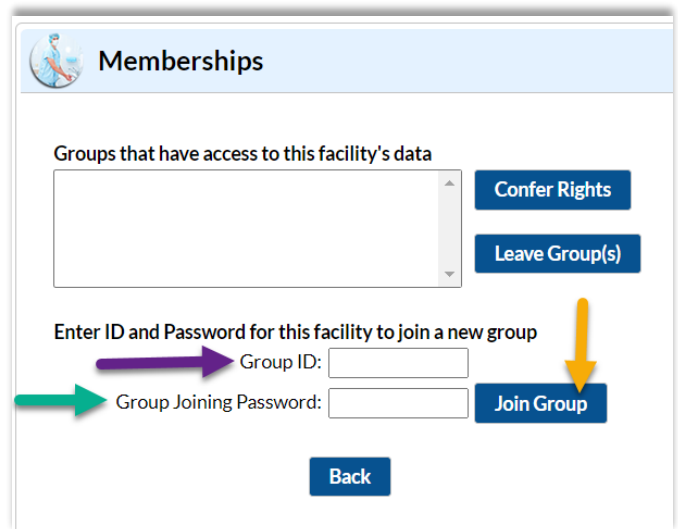 Memberships
Groups that have access to this facility's data
Confer Rights
Leave Group(s)
Enter ID and Password for this facility to join a new group
Group ID:
Group Joining Password:
Join Group
Back